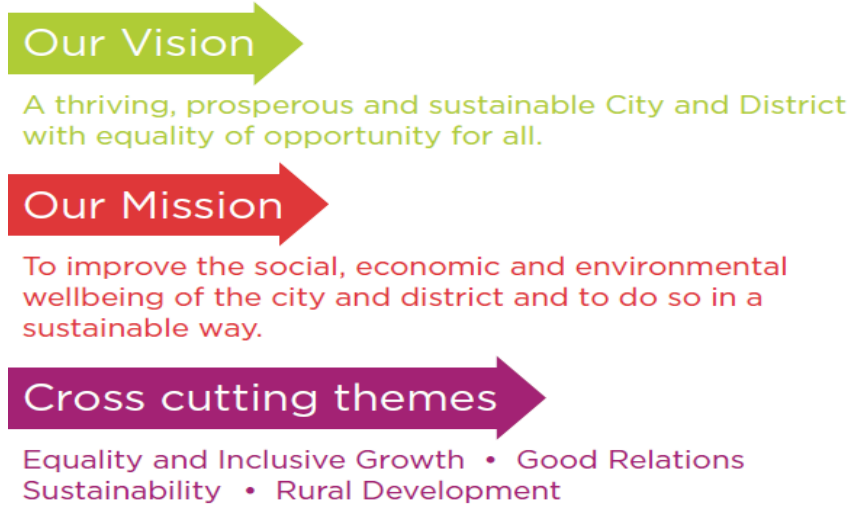 Our Vision
A thriving, prosperous and sustainable City and District
with equality of opportunity for all.
Our Mission
To improve the social, economic and environmental
wellbeing of the city and district and to do so in a
sustainable way.
Cross cutting themes
Equality and Inclusive Growth • Good Relations
Sustainability • Rural Development